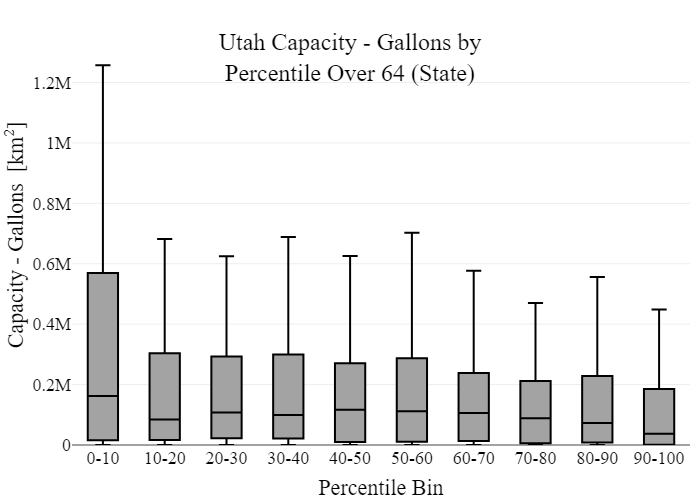 Utah Capacity - Gallons by
Percentile Over 64 (State)
Capacity - Gallons [km²]
1.2M
1M
0.8M
0.6M
0.4M
0.2M
0
0-10 10-20 20-30 30-40 40-50 50-60 60-70 70-80 80-90 90-100
Percentile Bin